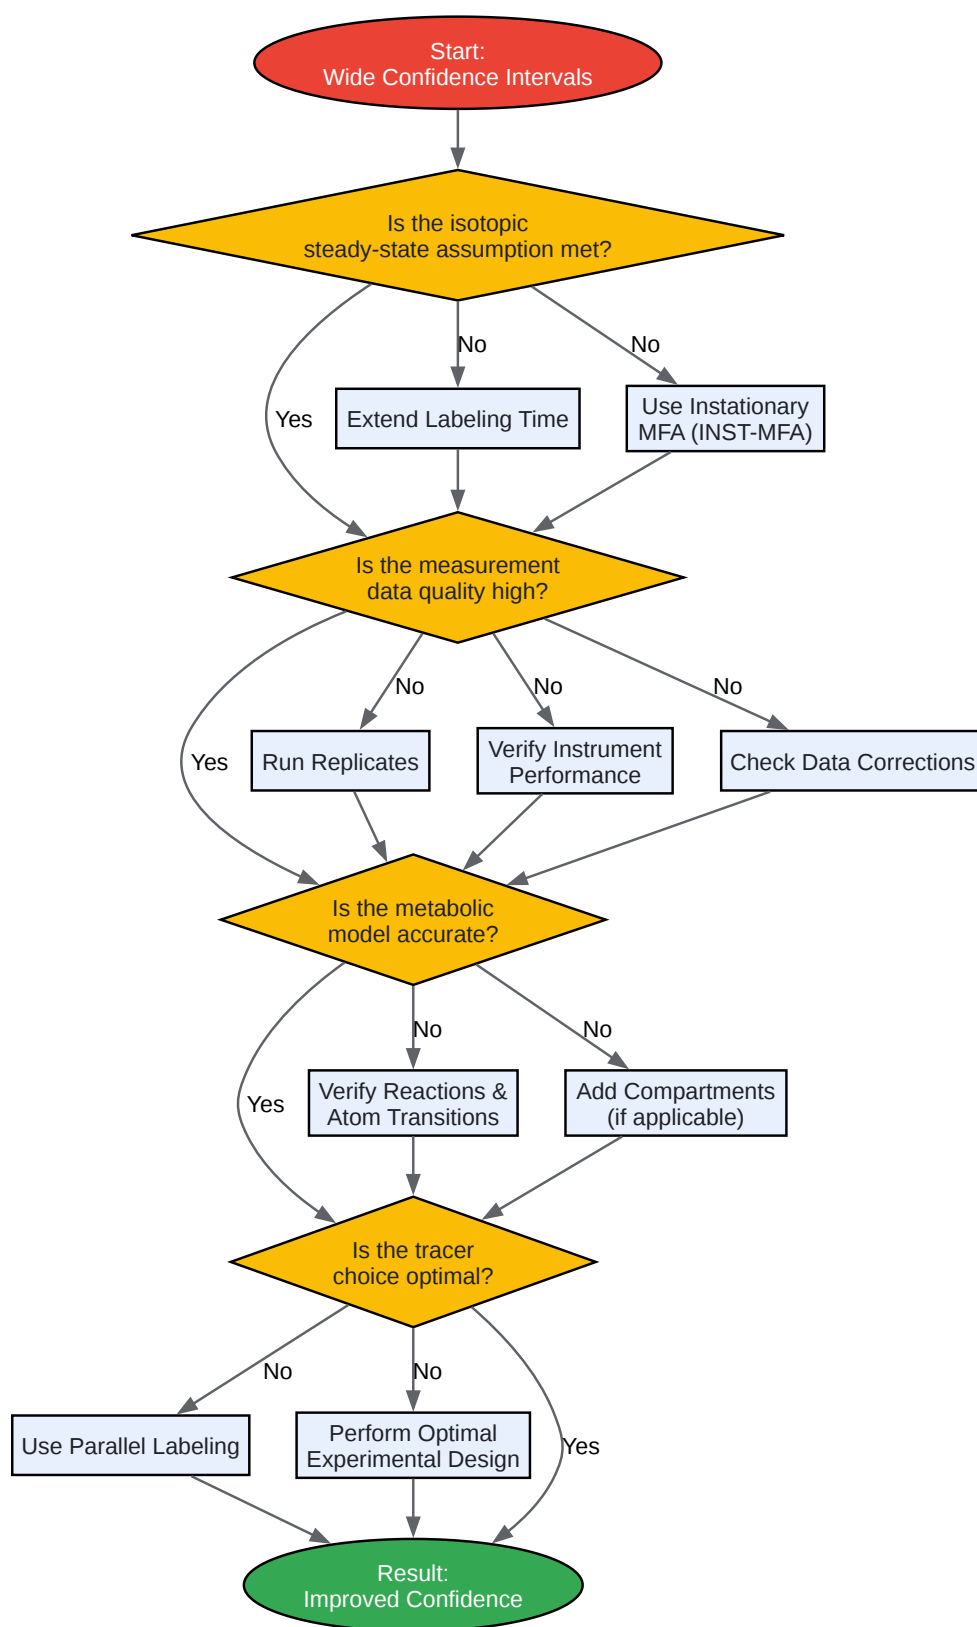 Start:
Wide Confidence Intervals
Is the isotopic
steady-state assumption met?
No
No
Yes
Extend Labeling Time
Use Instationary
MFA (INST-MFA)
Is the measurement
data quality high?
No
No
No
Yes
Run Replicates
Verify Instrument
Performance
Check Data Corrections
Is the metabolic
model accurate?
No
No
Yes
Verify Reactions &
Atom Transitions
Add Compartments
(if applicable)
Is the tracer
choice optimal?
No
No
Use Parallel Labeling
Perform Optimal
Experimental Design
Yes
Result:
Improved Confidence